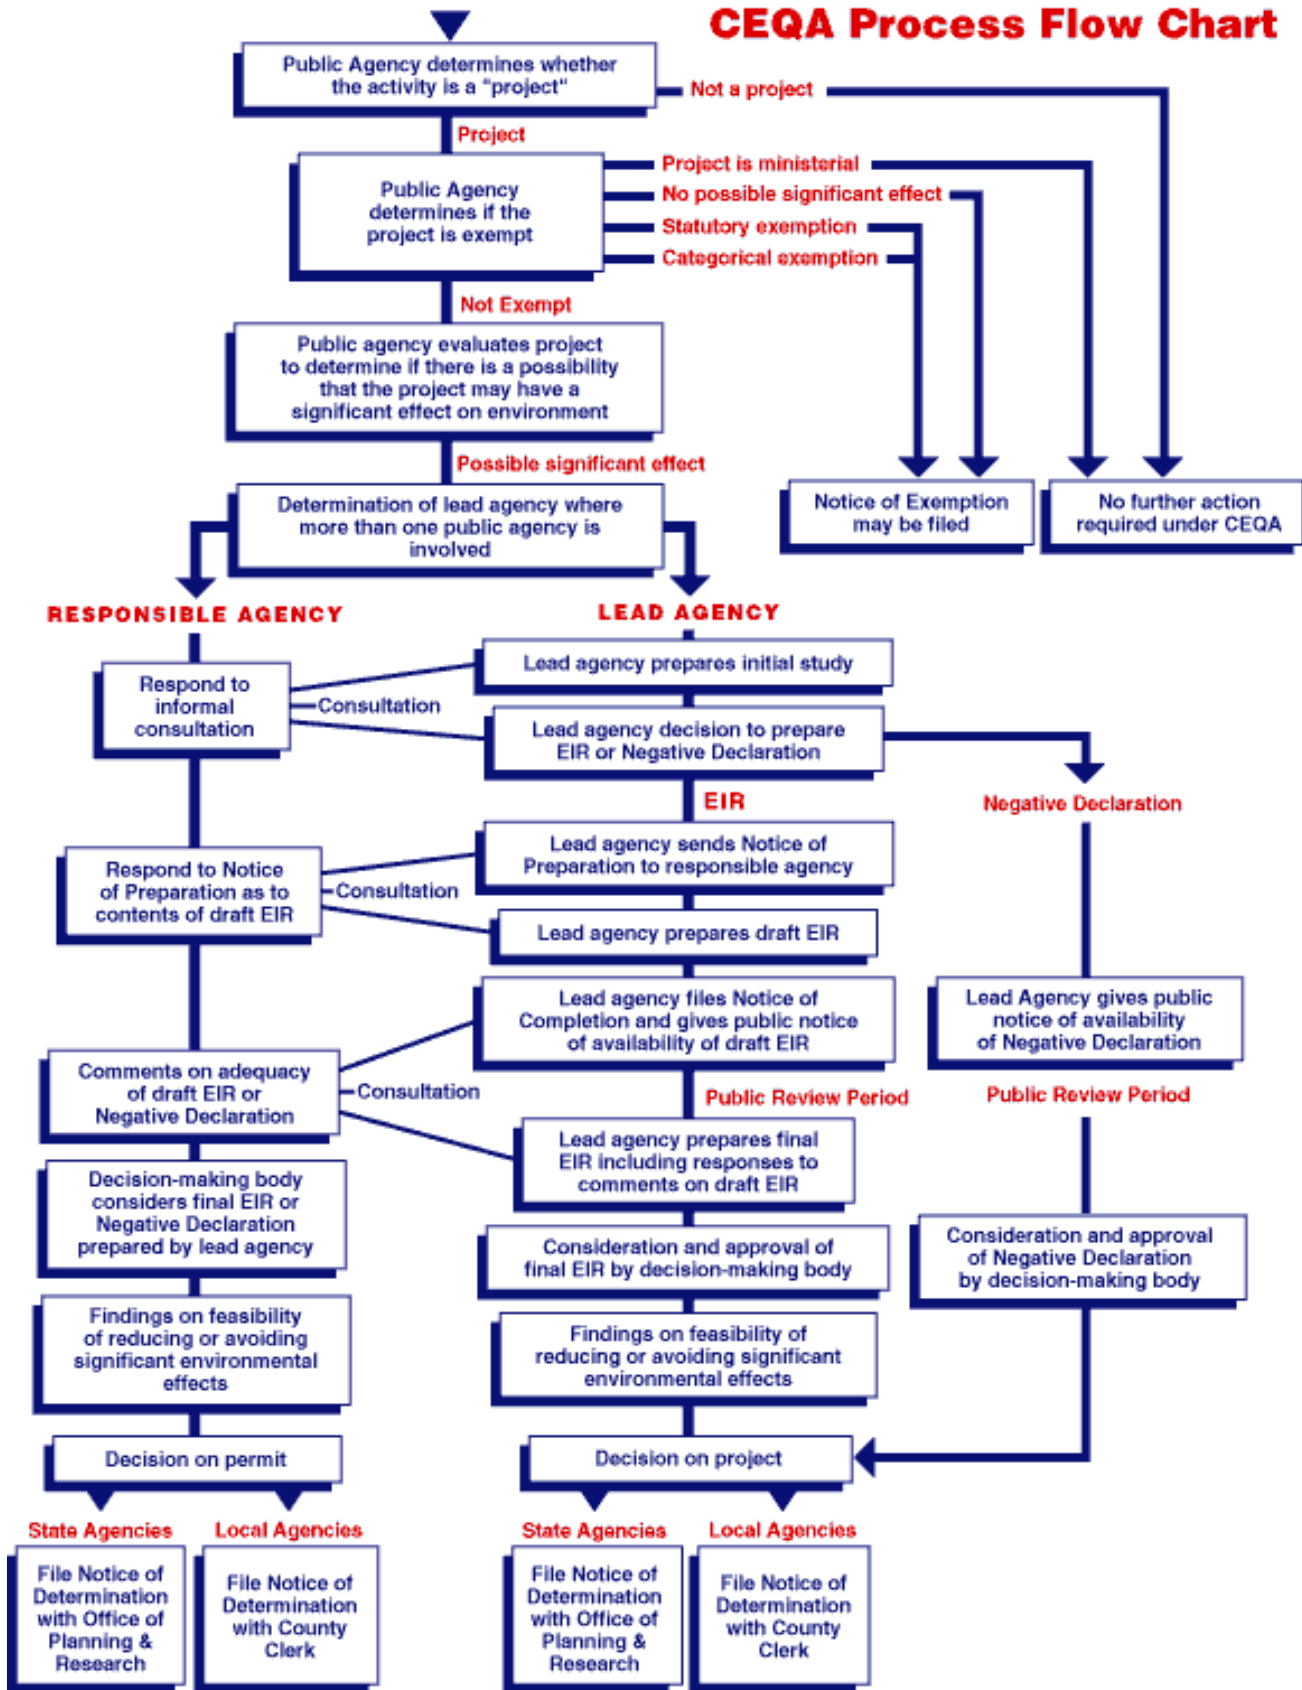 CEQA Process Flow Chart
Public Agency determines whether
the activity is a "project"
Not a project
Project
Public Agency
determines if the
project is exempt
Project is ministerial
No possible significant effect
Statutory exemption
Categorical exemption
Not Exempt
Public agency evaluates project
to determine if there is a possibility
that the project may have a
significant effect on environment
Possible significant effect
Notice of Exemption
may be filed
No further action
required under CEQA
Determination of lead agency where
more than one public agency is
involved
RESPONSIBLE AGENCY
LEAD AGENCY
Respond to
informal
consultation
Consultation
Lead agency prepares initial study
Lead agency decision to prepare
EIR or Negative Declaration
EIR
Negative Declaration
Respond to Notice
of Preparation as to
contents of draft EIR
Consultation
Lead agency sends Notice of
Preparation to responsible agency
Lead agency prepares draft EIR
Lead agency files Notice of
Completion and gives public notice
of availability of draft EIR
Lead Agency gives public
notice of availability
of Negative Declaration
Comments on adequacy
of draft EIR or
Negative Declaration
Consultation
Public Review Period
Public Review Period
Lead agency prepares final
EIR including responses to
comments on draft EIR
Decision-making body
considers final EIR or
Negative Declaration
prepared by lead agency
Consideration and approval of
final EIR by decision-making body
Consideration and approval
of Negative Declaration
by decision-making body
Findings on feasibility
of reducing or avoiding
significant environmental
effects
Findings on feasibility of
reducing or avoiding significant
environmental effects
Decision on permit
Decision on project
State Agencies
Local Agencies
State Agencies
Local Agencies
File Notice of
Determination
with Office of
Planning &
Research
File Notice of
Determination
with County
Clerk
File Notice of
Determination
with Office of
Planning &
Research
File Notice of
Determination
with County
Clerk